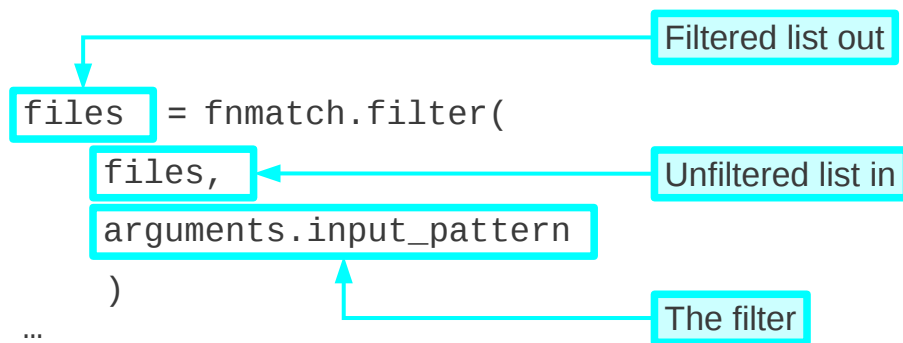 Filtered list out
files = fnmatch.filter(
files,
Unfiltered list in
arguments.input_pattern
)
The filter
…